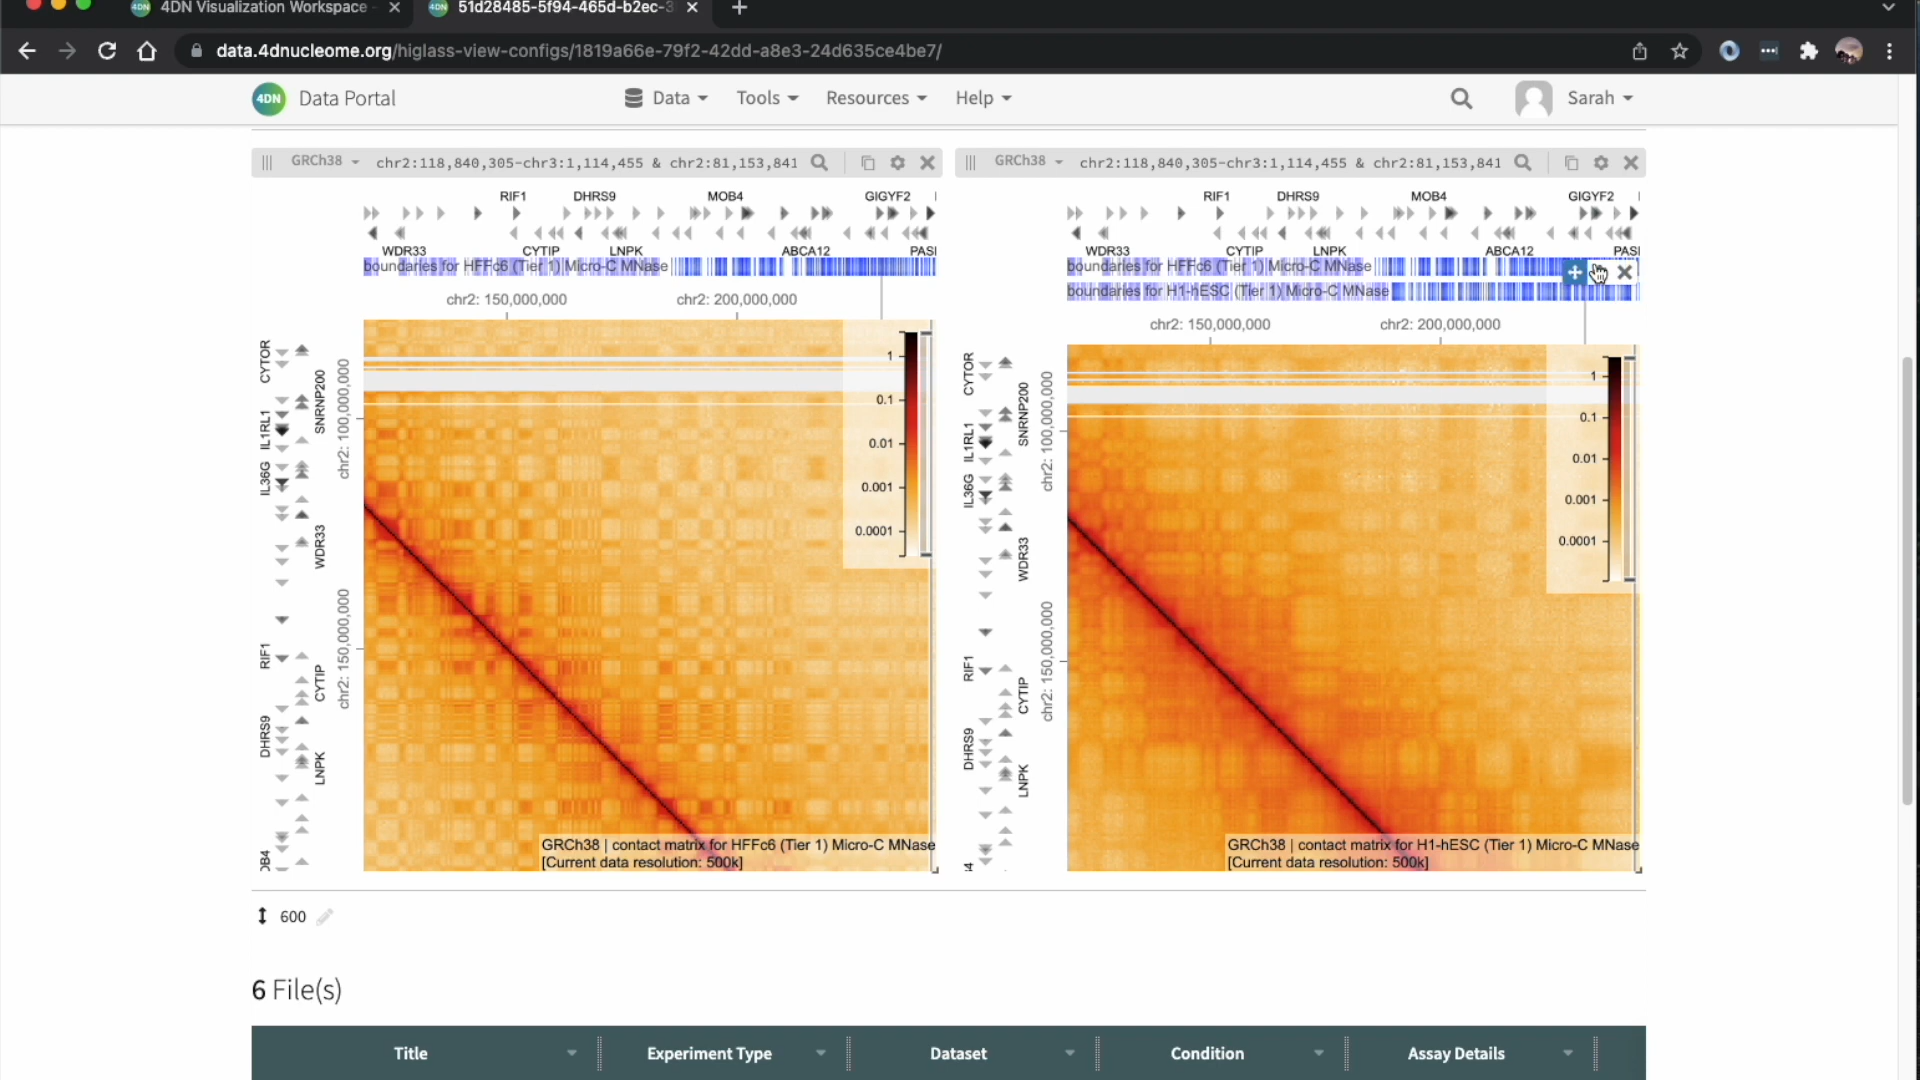 4DN 4DN Visualization Workspace
4DN 51d28485-5f94-465d-b2ec-3
data.4dnucleome.org/higlass-view-configs/1819a66e-79f2-42dd-a8e3-24d635ce4be7/
4DN Data Portal Data Tools Resources Help Sarah
GRCh38 chr2:118,840,305-chr3:1,114,455 & chr2:81,153,841
RIF1 DHRS9 MOB4 GIGYF2
WDR33 CYTIP LNPK ABCA12 PASI
boundaries for HFFc6 (Tier 1) Micro-C MNase
chr2: 150,000,000 chr2: 200,000,000
CYTOR
SNRNP200
IL1RL1
IL36G
WDR33
RIF1
CYTIP
DHRS9
LNPK
OB4
chr2: 100,000,000
chr2: 150,000,000
1
0.1
0.01
0.001
0.0001
GRCh38 | contact matrix for HFFc6 (Tier 1) Micro-C MNase
[Current data resolution: 500k]
GRCh38 chr2:118,840,305-chr3:1,114,455 & chr2:81,153,841
RIF1 DHRS9 MOB4 GIGYF2
WDR33 CYTIP LNPK ABCA12 PASI
boundaries for HFFc6 (Tier 1) Micro-C MNase
boundaries for H1-hESC (Tier 1) Micro-C MNase
chr2: 150,000,000 chr2: 200,000,000
CYTOR
SNRNP200
IL1RL1
IL36G
WDR33
RIF1
CYTIP
DHRS9
LNPK
4
chr2: 100,000,000
chr2: 150,000,000
1
0.1
0.01
0.001
0.0001
GRCh38 | contact matrix for H1-hESC (Tier 1) Micro-C MNase
[Current data resolution: 500k]
600
6 File(s)
Title Experiment Type Dataset Condition Assay Details